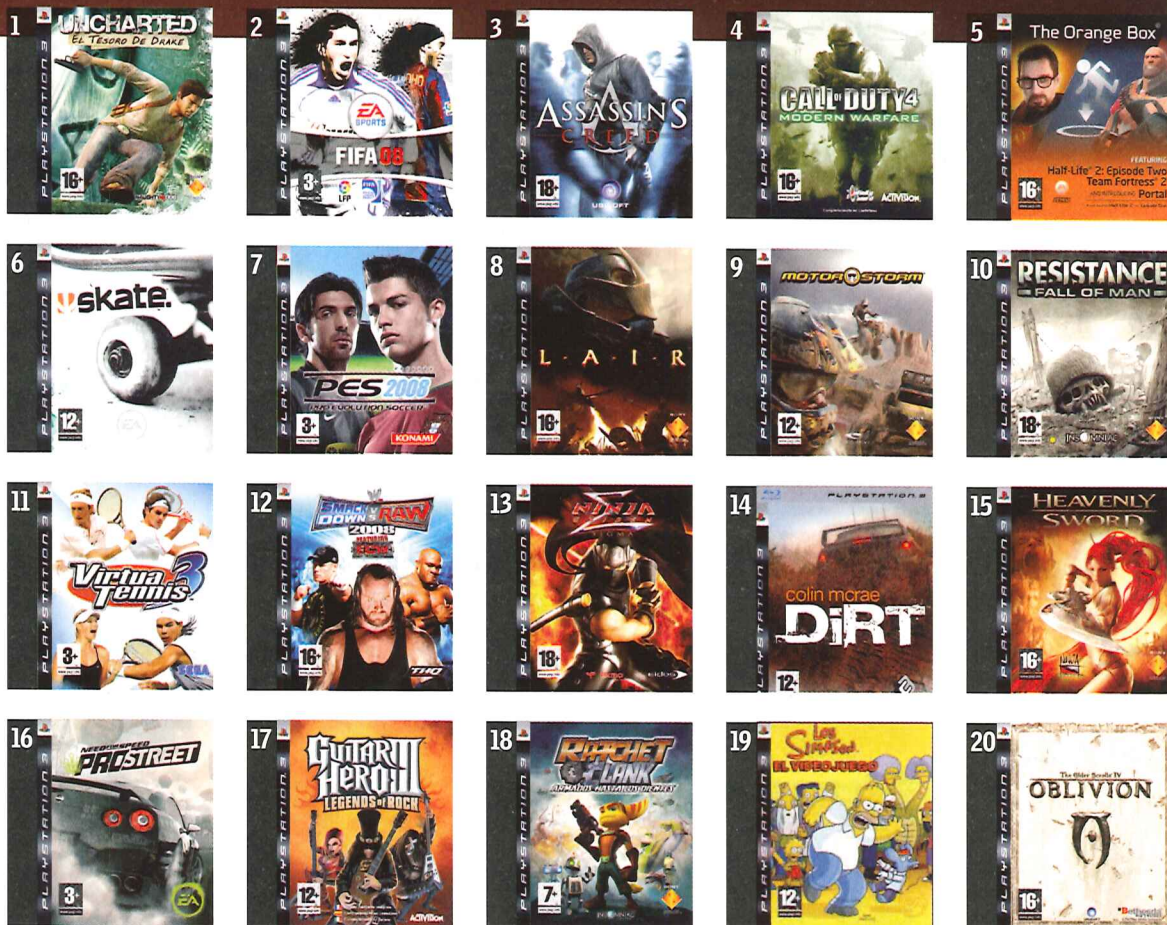 1
PLAYSTATION 3
UNCHARTED
EL TESORO DE DRAKE
16+
2
PLAYSTATION 3
EA
SPORTS
FIFA 08
3+
LFP
FIFA
3
PLAYSTATION 3
ASSASSIN'S
CREED
18+
UBISOFT
4
PLAYSTATION 3
CALL OF DUTY 4
MODERN WARFARE
16+
ACTIVISION
5
PLAYSTATION 3
The Orange Box
FEATURING
Half-Life 2: Episode Two
Team Fortress 2
AND INTRODUCING Portal
16+
6
PLAYSTATION 3
skate.
12+
EA
7
PLAYSTATION 3
PES 2008
PRO EVOLUTION SOCCER
3+
KONAMI
8
PLAYSTATION 3
L·A·I·R
16+
9
PLAYSTATION 3
MOTORSTORM
12+
10
PLAYSTATION 3
RESISTANCE
FALL OF MAN
18+
INSOMNIAC
11
PLAYSTATION 3
Virtua
Tennis 3
3+
SEGA
12
PLAYSTATION 3
SMACK
DOWN VS RAW
2008
FEATURING
ECW
16+
THQ
13
PLAYSTATION 3
NINJA
GAIDEN
SIGMA
18+
eidos
14
PLAYSTATION 3
PLAYSTATION 3
colin mcrae
DiRT
12+
15
PLAYSTATION 3
HEAVENLY
SWORD
16+
16
PLAYSTATION 3
NEED FOR SPEED
PROSTREET
3+
EA
17
PLAYSTATION 3
GUITAR
HERO III
LEGENDS OF ROCK
12+
ACTIVISION
18
PLAYSTATION 3
RATCHET
& CLANK
ARMADOS HASTA LOS DIENTES
7+
INSOMNIAC
19
PLAYSTATION 3
Los
Simpson
EL VIDEOJUEGO
12+
20
PLAYSTATION 3
The Elder Scrolls IV
OBLIVION
16+
Bethesda